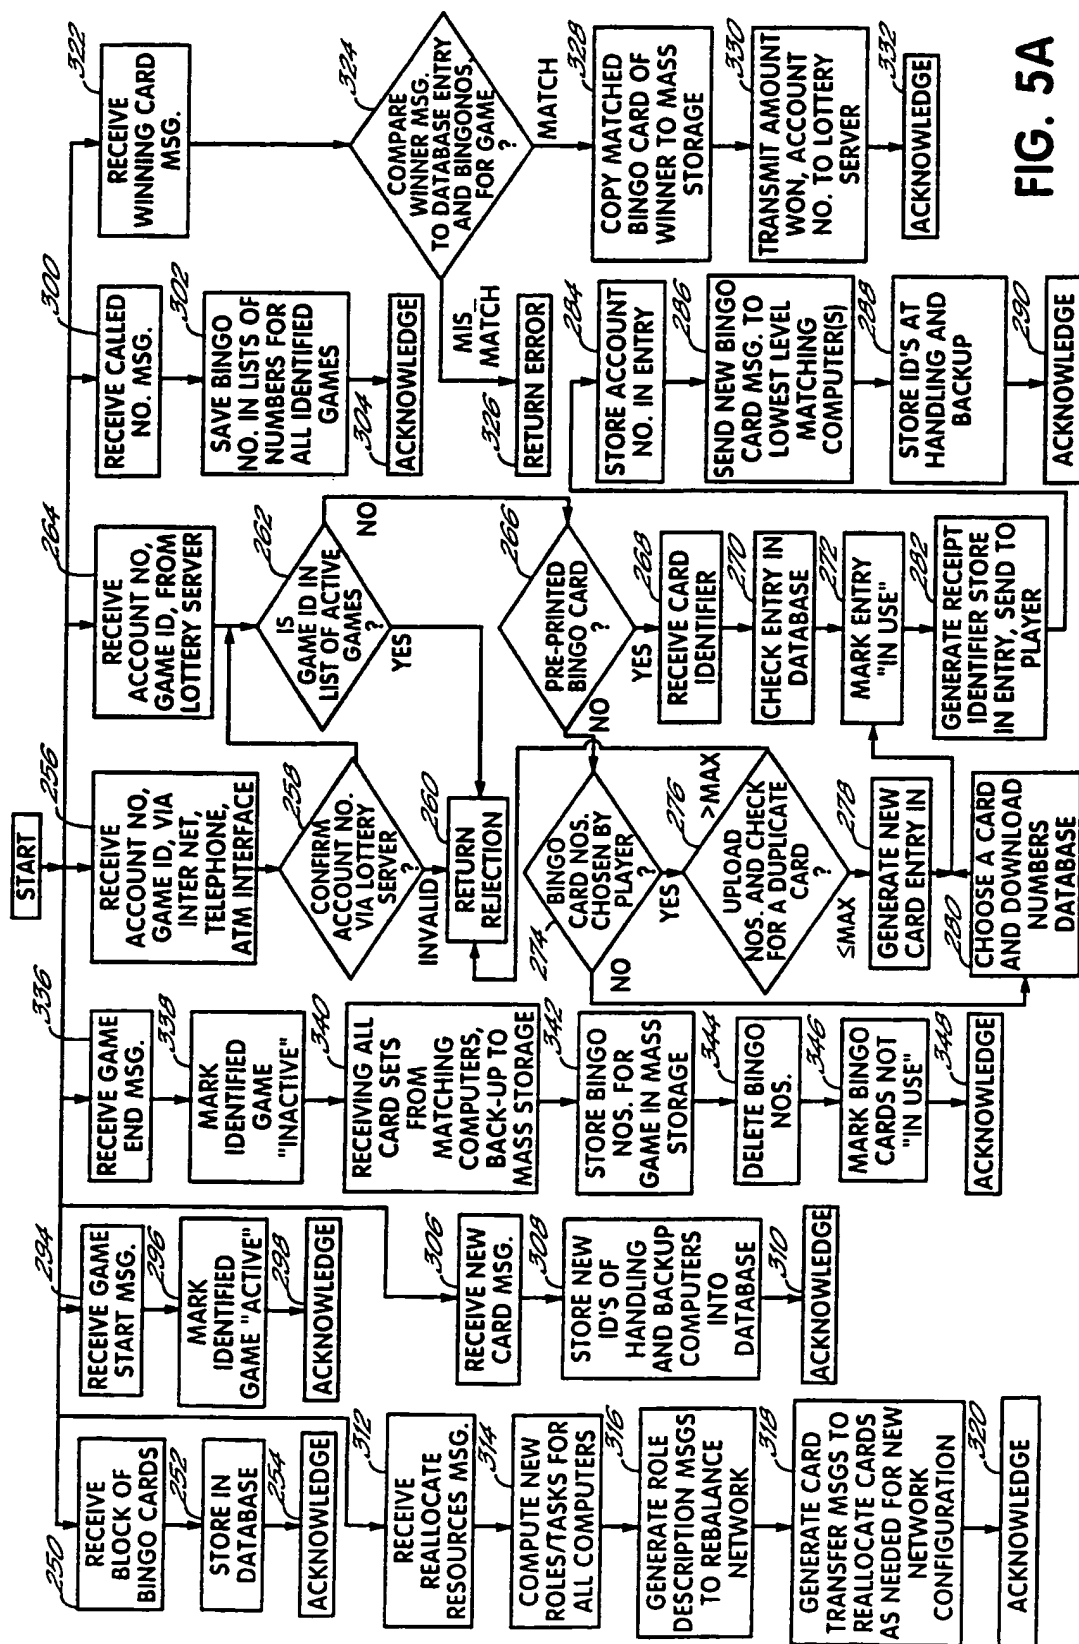 START
250
RECEIVE
BLOCK OF
BINGO CARDS
252
STORE IN
DATABASE
254
ACKNOWLEDGE
312
RECEIVE
REALLOCATE
RESOURCES MSG.
314
COMPUTE NEW
ROLES/TASKS FOR
ALL COMPUTERS
316
GENERATE ROLE
DESCRIPTION MSGS
TO REBALANCE
NETWORK
318
GENERATE CARD
TRANSFER MSGS TO
REALLOCATE CARDS
AS NEEDED FOR NEW
NETWORK
CONFIGURATION
320
ACKNOWLEDGE
294
RECEIVE GAME
START MSG.
296
MARK
IDENTIFIED
GAME "ACTIVE"
298
ACKNOWLEDGE
306
RECEIVE NEW
CARD MSG.
308
STORE NEW
ID'S OF
HANDLING
AND BACKUP
COMPUTERS
INTO
DATABASE
310
ACKNOWLEDGE
336
RECEIVE GAME
END MSG.
338
MARK
IDENTIFIED
GAME
"INACTIVE"
340
RECEIVING ALL
CARD SETS
FROM
MATCHING
COMPUTERS,
BACK-UP TO
MASS STORAGE
342
STORE BINGO
NOS. FOR
GAME IN MASS
STORAGE
344
DELETE BINGO
NOS.
346
MARK BINGO
CARDS NOT
"IN USE"
348
ACKNOWLEDGE
256
RECEIVE
ACCOUNT NO,
GAME ID, VIA
INTER NET,
TELEPHONE,
ATM INTERFACE
258
CONFIRM
ACCOUNT NO.
VIA LOTTERY
SERVER
?
INVALID
260
RETURN
REJECTION
274
BINGO
CARD NOS.
CHOSEN BY
PLAYER
?
NO
YES
276
UPLOAD
NOS. AND CHECK
FOR A DUPLICATE
CARD
?
>MAX
≤MAX
278
GENERATE NEW
CARD ENTRY IN
280
CHOOSE A CARD
AND DOWNLOAD
NUMBERS
DATABASE
264
RECEIVE
ACCOUNT NO,
GAME ID, FROM
LOTTERY SERVER
262
IS
GAME ID IN
LIST OF ACTIVE
GAMES
?
NO
YES
266
PRE-PRINTED
BINGO CARD
?
NO
YES
268
RECEIVE CARD
IDENTIFIER
270
CHECK ENTRY IN
DATABASE
272
MARK ENTRY
"IN USE"
282
GENERATE RECEIPT
IDENTIFIER STORE
IN ENTRY, SEND TO
PLAYER
300
RECEIVE CALLED
NO. MSG.
302
SAVE BINGO
NO. IN LISTS OF
NUMBERS FOR
ALL IDENTIFIED
GAMES
304
ACKNOWLEDGE
MIS_
MATCH
326
RETURN ERROR
284
STORE ACCOUNT
NO. IN ENTRY
286
SEND NEW BINGO
CARD MSG. TO
LOWEST LEVEL
MATCHING
COMPUTER(S)
288
STORE ID'S AT
HANDLING AND
BACKUP
290
ACKNOWLEDGE
322
RECEIVE
WINNING CARD
MSG.
324
COMPARE
WINNER MSG.
TO DATABASE ENTRY
AND BINGONOS,
FOR GAME
?
MATCH
328
COPY MATCHED
BINGO CARD OF
WINNER TO MASS
STORAGE
330
TRANSMIT AMOUNT
WON, ACCOUNT
NO. TO LOTTERY
SERVER
332
ACKNOWLEDGE
FIG. 5A